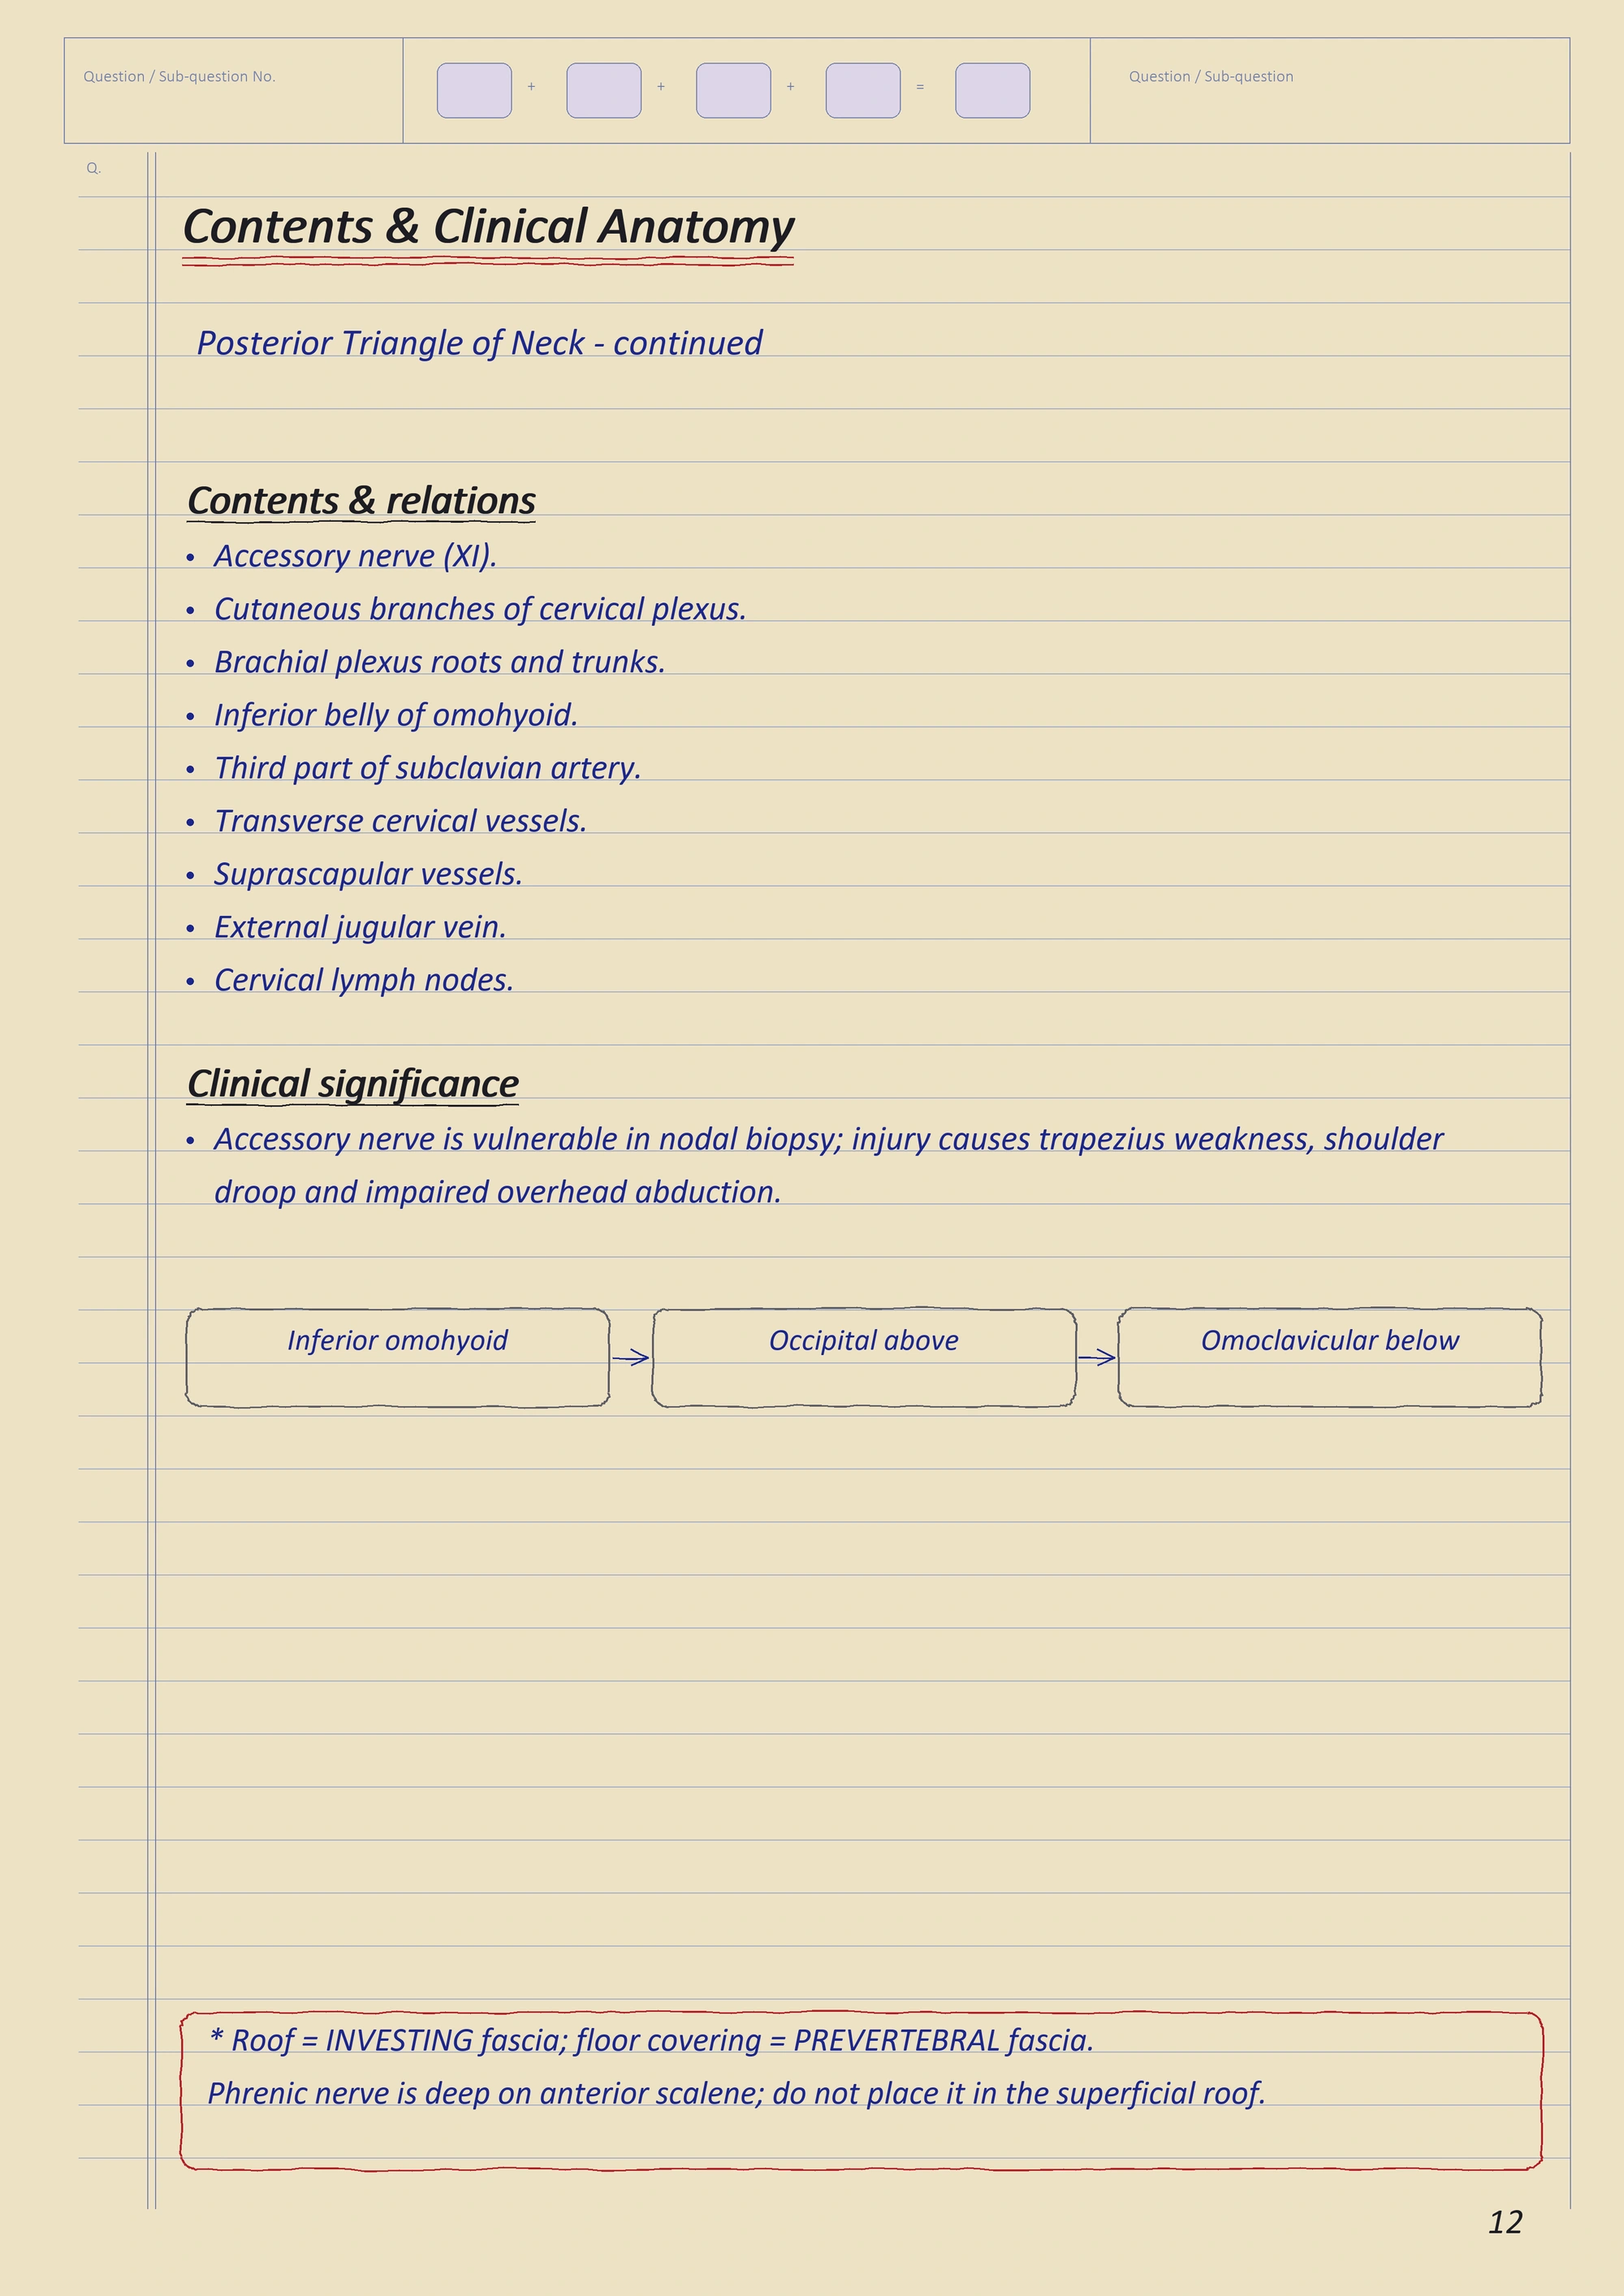 Question / Sub-question No.
+ + + =
Question / Sub-question
Q.
Contents & Clinical Anatomy
Posterior Triangle of Neck - continued
Contents & relations
• Accessory nerve (XI).
• Cutaneous branches of cervical plexus.
• Brachial plexus roots and trunks.
• Inferior belly of omohyoid.
• Third part of subclavian artery.
• Transverse cervical vessels.
• Suprascapular vessels.
• External jugular vein.
• Cervical lymph nodes.
Clinical significance
• Accessory nerve is vulnerable in nodal biopsy; injury causes trapezius weakness, shoulder
droop and impaired overhead abduction.
Inferior omohyoid
Occipital above
Omoclavicular below
* Roof = INVESTING fascia; floor covering = PREVERTEBRAL fascia.
Phrenic nerve is deep on anterior scalene; do not place it in the superficial roof.
12